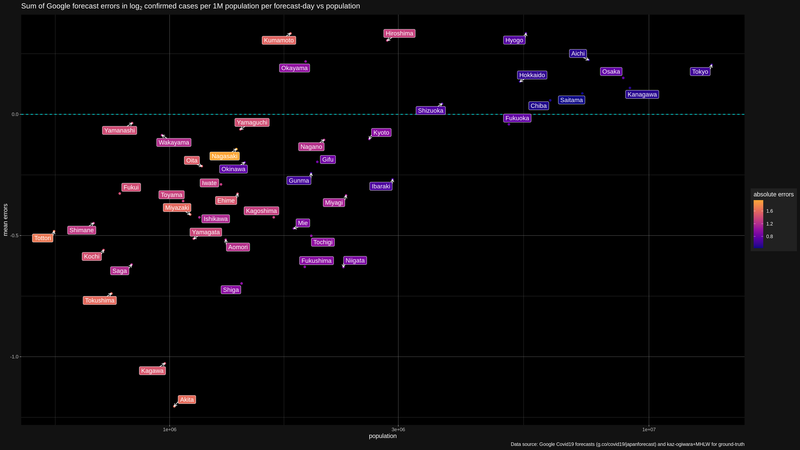 Sum of Google forecast errors in log2 confirmed cases per 1M population per forecast-day vs population
mean errors
0.0
-0.5
-1.0
Kumamoto
Hiroshima
Hyogo
Aichi
Okayama
Hokkaido
Osaka
Tokyo
Kanagawa
Saitama
Chiba
Shizuoka
Fukuoka
Yamaguchi
Yamanashi
Kyoto
Wakayama
Nagano
Nagasaki
Oita
Gifu
Okinawa
Gunma
Iwate
Ibaraki
Fukui
Toyama
Ehime
Miyagi
Miyazaki
Kagoshima
Ishikawa
Mie
Shimane
Yamagata
Tottori
Tochigi
Aomori
Kochi
Fukushima
Niigata
Saga
Shiga
Tokushima
Kagawa
Akita
1e+06
3e+06
1e+07
population
absolute errors
1.6
1.2
0.8
Data source: Google Covid19 forecasts (g.co/covid19/japanforecast) and kaz-ogiwara+MHLW for ground-truth